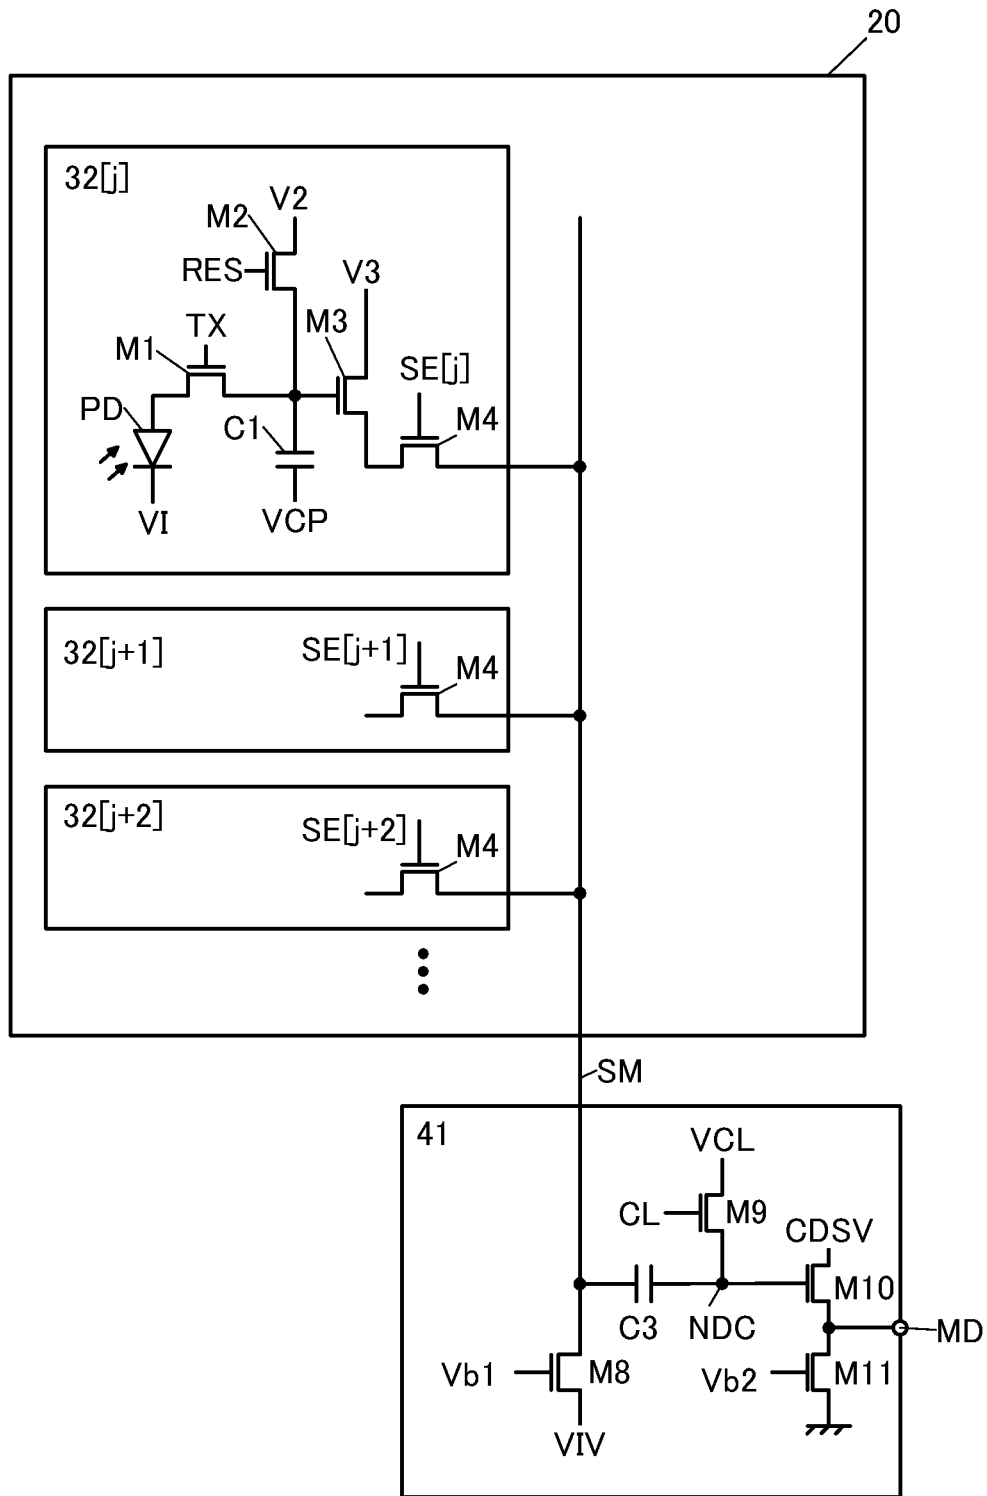 20
32[j]
V2
M2
RES
V3
M3
TX
M1
SE[j]
PD
C1
M4
VI
VCP
32[j+1]
SE[j+1]
M4
32[j+2]
SE[j+2]
M4
SM
41
VCL
CL
M9
CDSV
M10
C3
NDC
MD
Vb1
M8
Vb2
M11
VIV